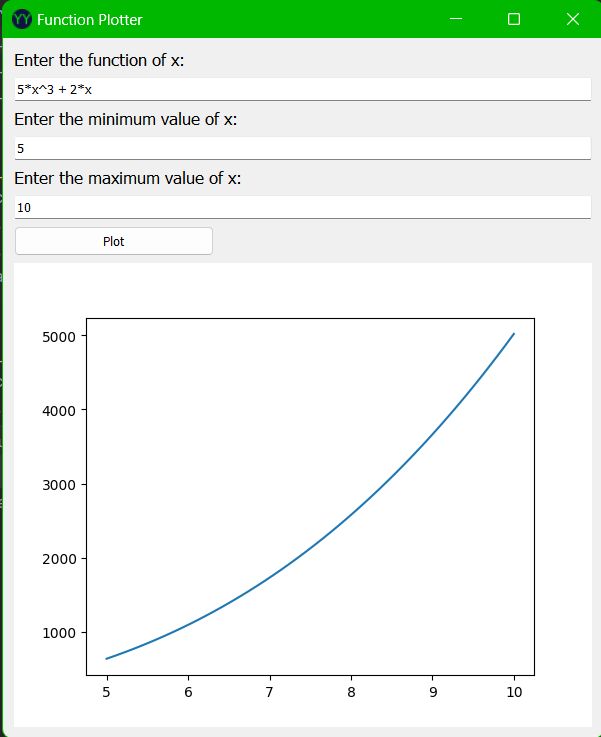 YY Function Plotter
Enter the function of x:
5*x^3 + 2*x
Enter the minimum value of x:
5
Enter the maximum value of x:
10
Plot
5000
4000
3000
2000
1000
5 6 7 8 9 10